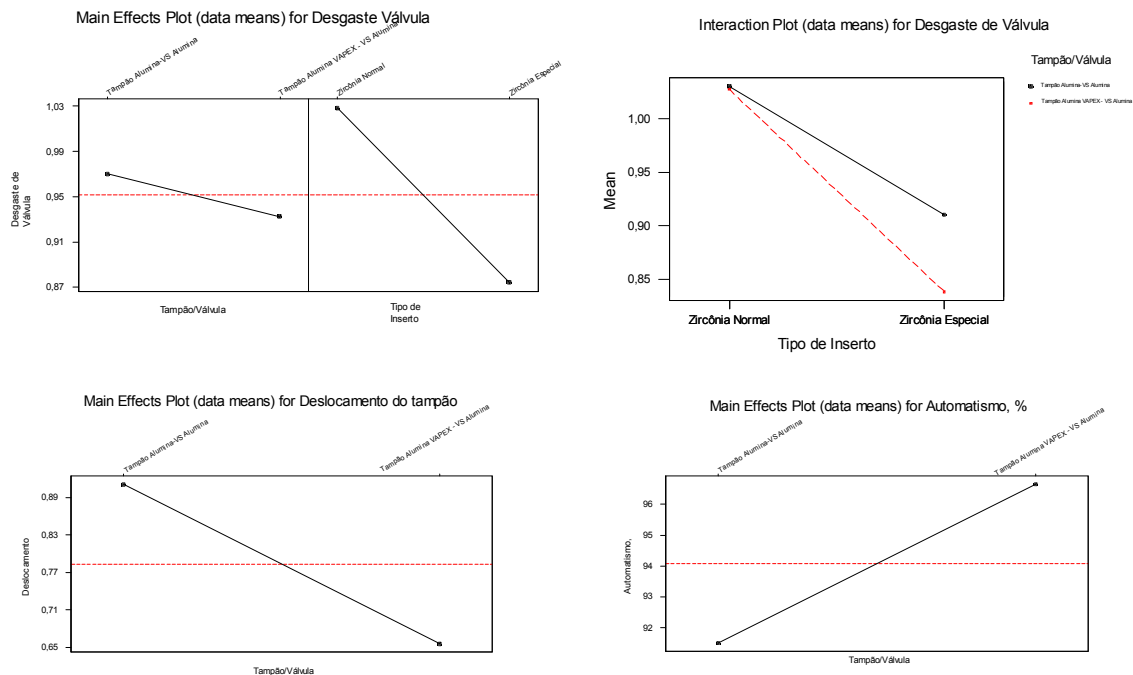 Main Effects Plot (data means) for Desgaste Válvula
Tampão Alumina-VS Alumina
Tampão Alumina VAPEX - VS Alumina
Zircônia Normal
Zircônia Especial
1,03
0,99
0,95
0,91
0,87
Desgaste de
Válvula
Tampão/Válvula
Tipo de
Inserto
Interaction Plot (data means) for Desgaste de Válvula
Tampão/Válvula
Tampão Alumina-VS Alumina
Tampão Alumina VAPEX - VS Alumina
1,00
0,95
0,90
0,85
Mean
Zircônia Normal
Zircônia Especial
Tipo de Inserto
Main Effects Plot (data means) for Deslocamento do tampão
Tampão Alumina-VS Alumina
Tampão Alumina VAPEX - VS Alumina
0,89
0,83
0,77
0,71
0,65
Deslocamento
Tampão/Válvula
Main Effects Plot (data means) for Automatismo, %
Tampão Alumina-VS Alumina
Tampão Alumina VAPEX - VS Alumina
96
95
94
93
92
Automatismo,
Tampão/Válvula